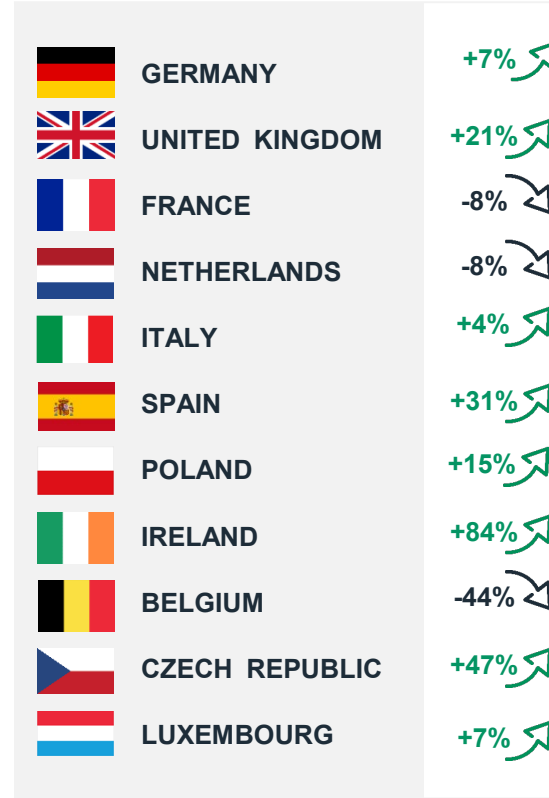 GERMANY +7%
UNITED KINGDOM +21%
FRANCE -8%
NETHERLANDS -8%
ITALY +4%
SPAIN +31%
POLAND +15%
IRELAND +84%
BELGIUM -44%
CZECH REPUBLIC +47%
LUXEMBOURG +7%